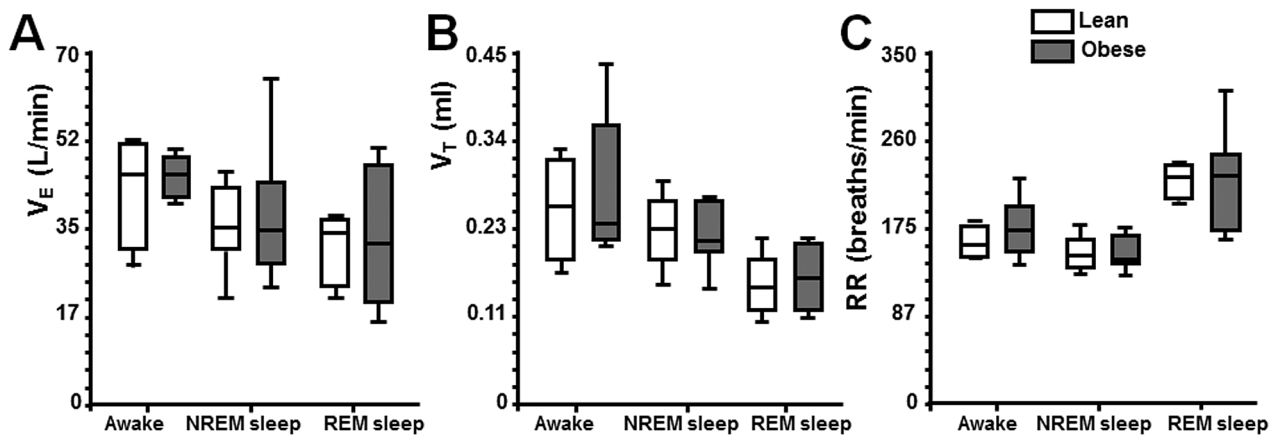 A
VE (L/min)
70
52
35
17
0
Awake NREM sleep REM sleep
B
VT (ml)
0.45
0.34
0.23
0.11
0
Awake NREM sleep REM sleep
C
Lean
Obese
RR (breaths/min)
350
260
175
87
0
Awake NREM sleep REM sleep